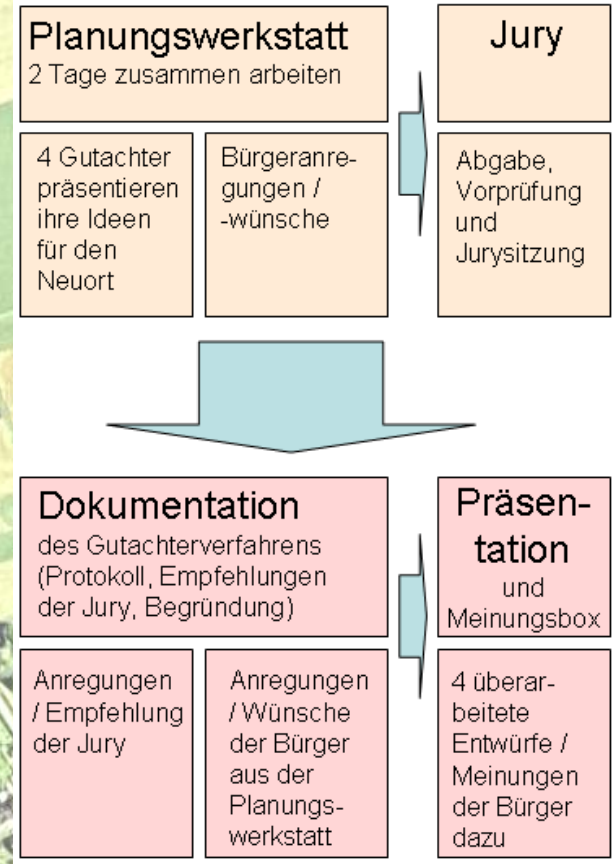 Planungswerkstatt
2 Tage zusammen arbeiten
4 Gutachter
präsentieren
ihre Ideen
für den
Neuort
Bürgeranre-
gungen /
-wünsche
Jury
Abgabe,
Vorprüfung
und
Jurysitzung
Dokumentation
des Gutachterverfahrens
(Protokoll, Empfehlungen
der Jury, Begründung)
Anregungen
/ Empfehlung
der Jury
Anregungen
/ Wünsche
der Bürger
aus der
Planungs-
werkstatt
Präsen-
tation
und
Meinungsbox
4 überar-
beitete
Entwürfe /
Meinungen
der Bürger
dazu